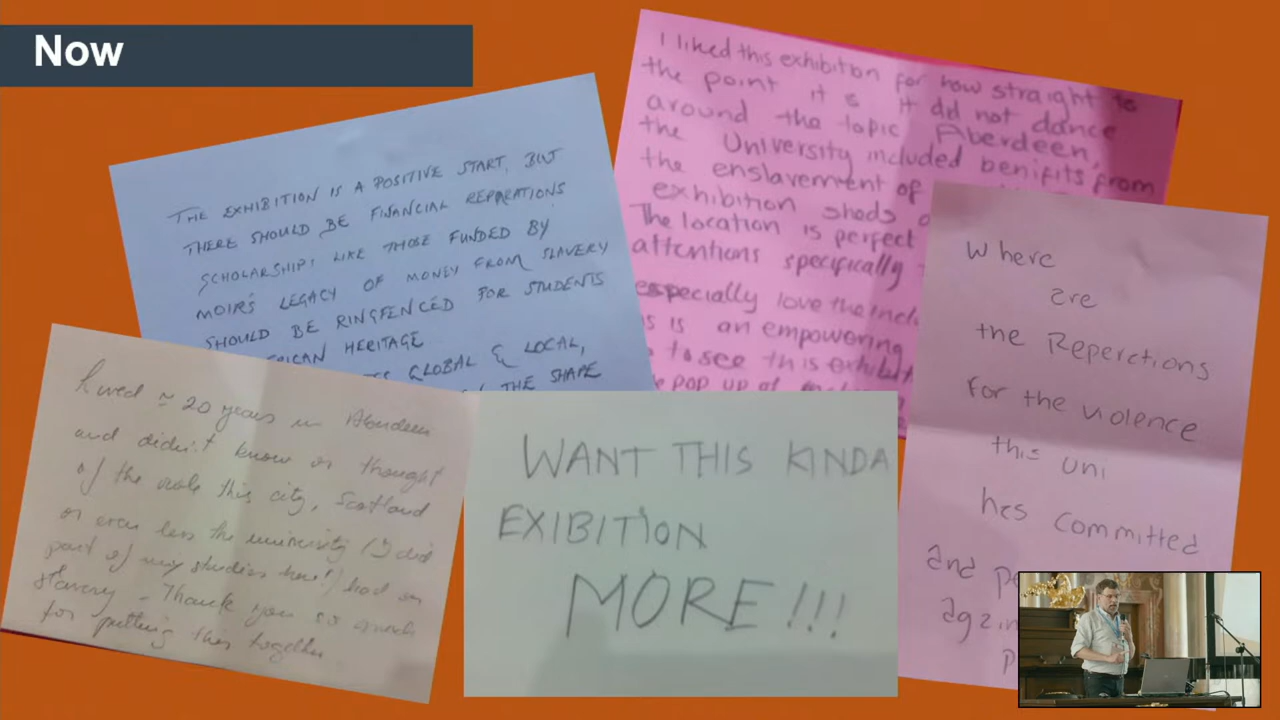 Now
THE EXHIBITION IS A POSITIVE START, BUT
THERE SHOULD BE FINANCIAL REPARATIONS
SCHOLARSHIPS LIKE THOSE FUNDED BY
MOIR'S LEGACY OF MONEY FROM SLAVERY
SHOULD BE RINGFENCED FOR STUDENTS
HERITAGE
GLOBAL & LOCAL,
THE SHAPE
I liked this exhibition for how straight to
the point it is It did not dance
around the topic Aberdeen,
the University included benifits from
the enslavement of
exhibition sheds
The location is perfect
attentions specifically
especially love the
is an empowering
to see this
pop up at
Where
are
the Reperctions
for the violence
this uni
hes committed
and
I lived ≈ 20 years in Aberdeen
and didn't know or thought
of the role this city, Scotland
or even less the university (I did
part of my studies here!) had on
slavery - Thank you so much
for putting this together
WANT THIS KINDA
EXIBITION
MORE!!!